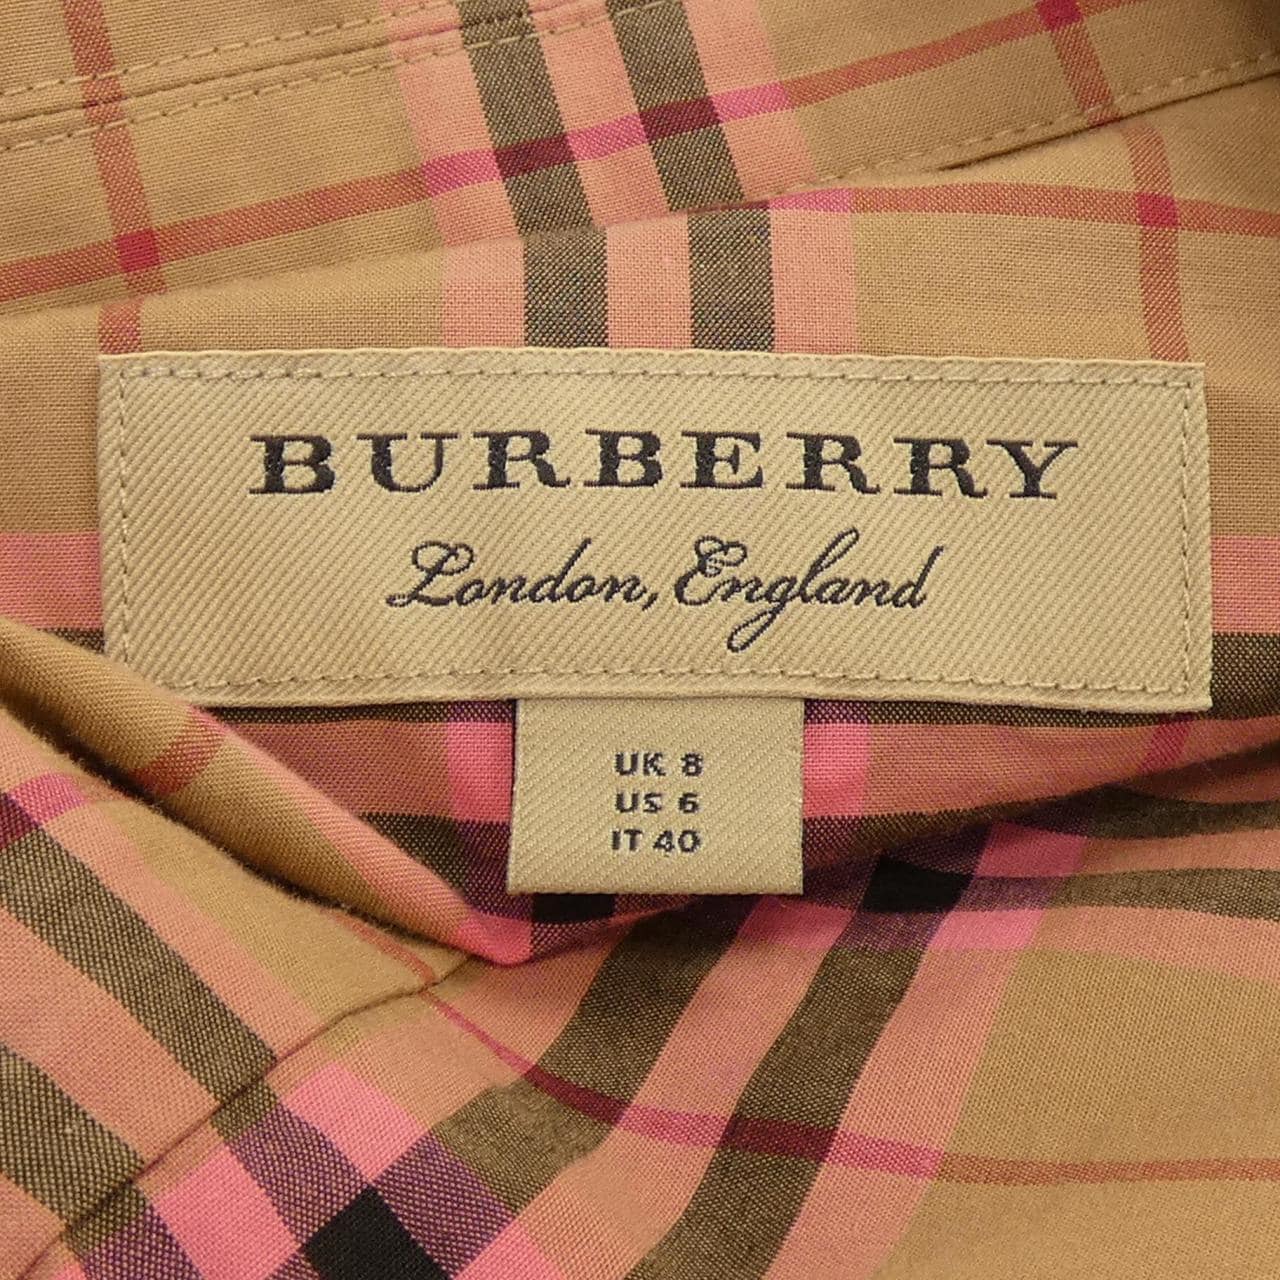 BURBERRY
London, England
UK 8
US 6
IT 40